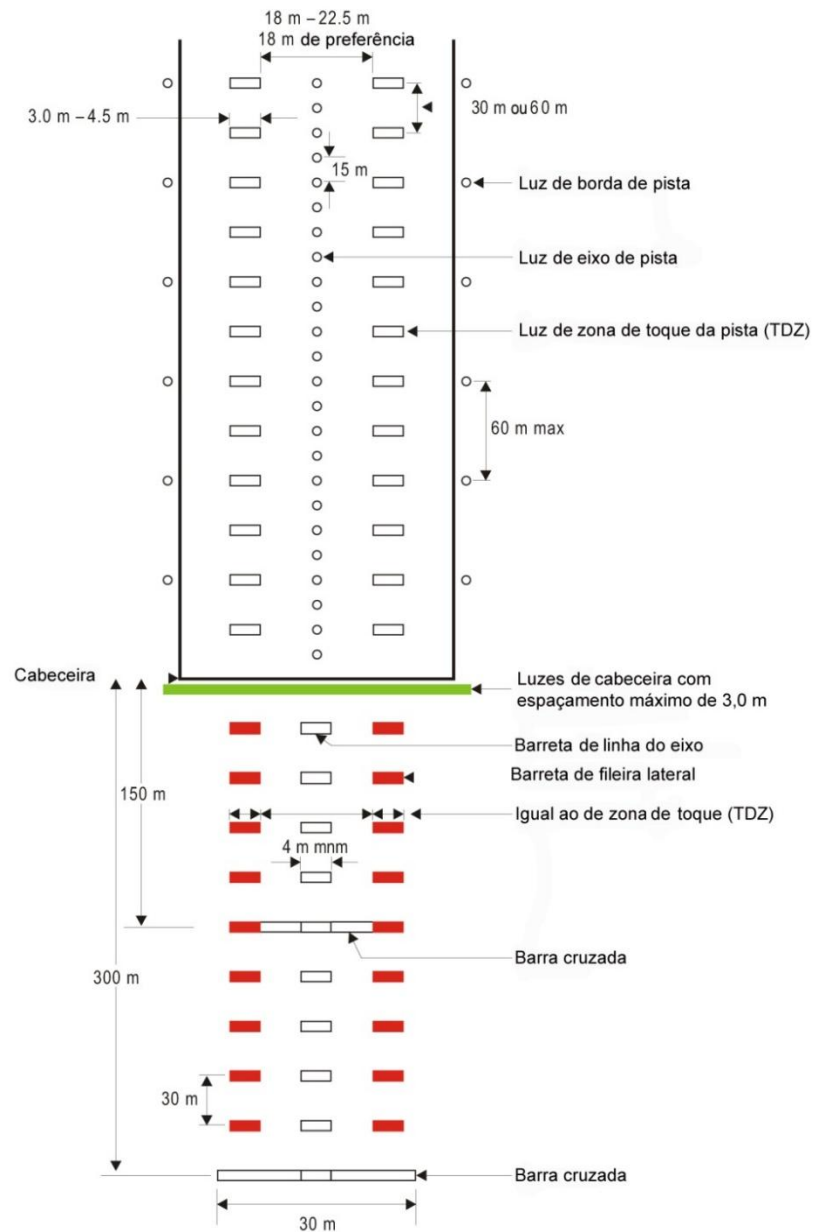 18 m – 22.5 m
18 m de preferência
3.0 m – 4.5 m
30 m ou 60 m
15 m
Luz de borda de pista
Luz de eixo de pista
Luz de zona de toque da pista (TDZ)
60 m max
Cabeceira
Luzes de cabeceira com
espaçamento máximo de 3,0 m
Barreta de linha do eixo
Barreta de fileira lateral
150 m
Igual ao de zona de toque (TDZ)
4 m mnm
Barra cruzada
300 m
30 m
Barra cruzada
30 m